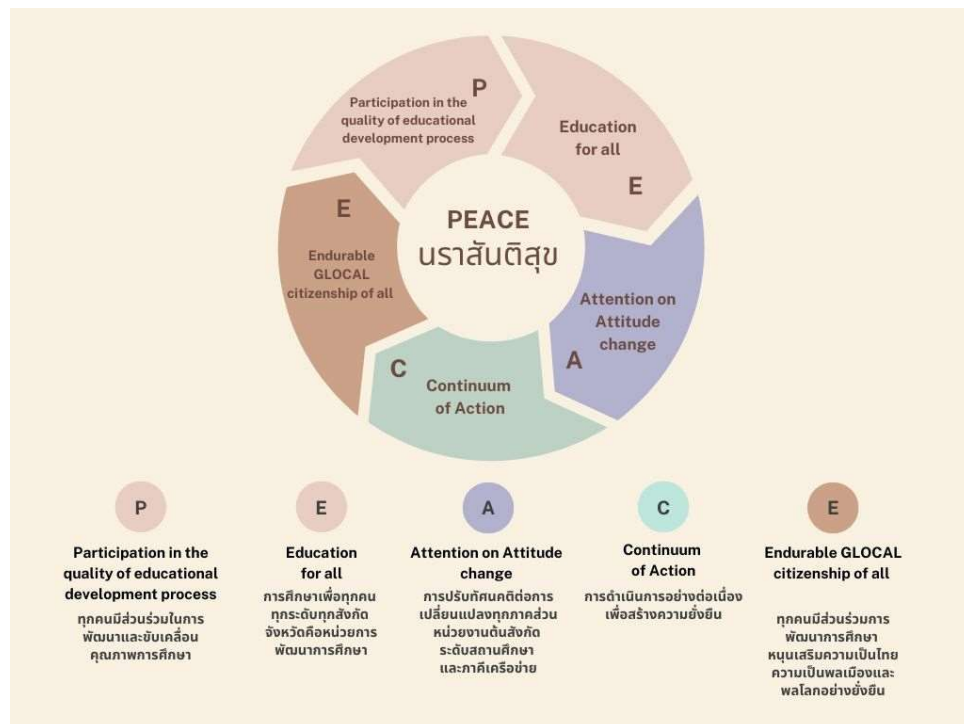 P
Participation in the
quality of educational
development process
Education
for all
E
Attention on
Attitude
change
A
C
Continuum
of Action
E
Endurable
GLOCAL
citizenship of all
PEACE
นราสันติสุข
P
Participation in the
quality of educational
development process
ทุกคนมีส่วนร่วมในการ
พัฒนาและขับเคลื่อน
คุณภาพการศึกษา
E
Education
for all
การศึกษาเพื่อทุกคน
ทุกระดับทุกสังกัด
จังหวัดคือหน่วยการ
พัฒนาการศึกษา
A
Attention on Attitude
change
การปรับทัศนคติต่อการ
เปลี่ยนแปลงทุกภาคส่วน
หน่วยงานต้นสังกัด
ระดับสถานศึกษา
และภาคีเครือข่าย
C
Continuum
of Action
การดำเนินการอย่างต่อเนื่อง
เพื่อสร้างความยั่งยืน
E
Endurable GLOCAL
citizenship of all
ทุกคนมีส่วนร่วมการ
พัฒนาการศึกษา
หนุนเสริมความเป็นไทย
ความเป็นพลเมืองและ
พลโลกอย่างยั่งยืน